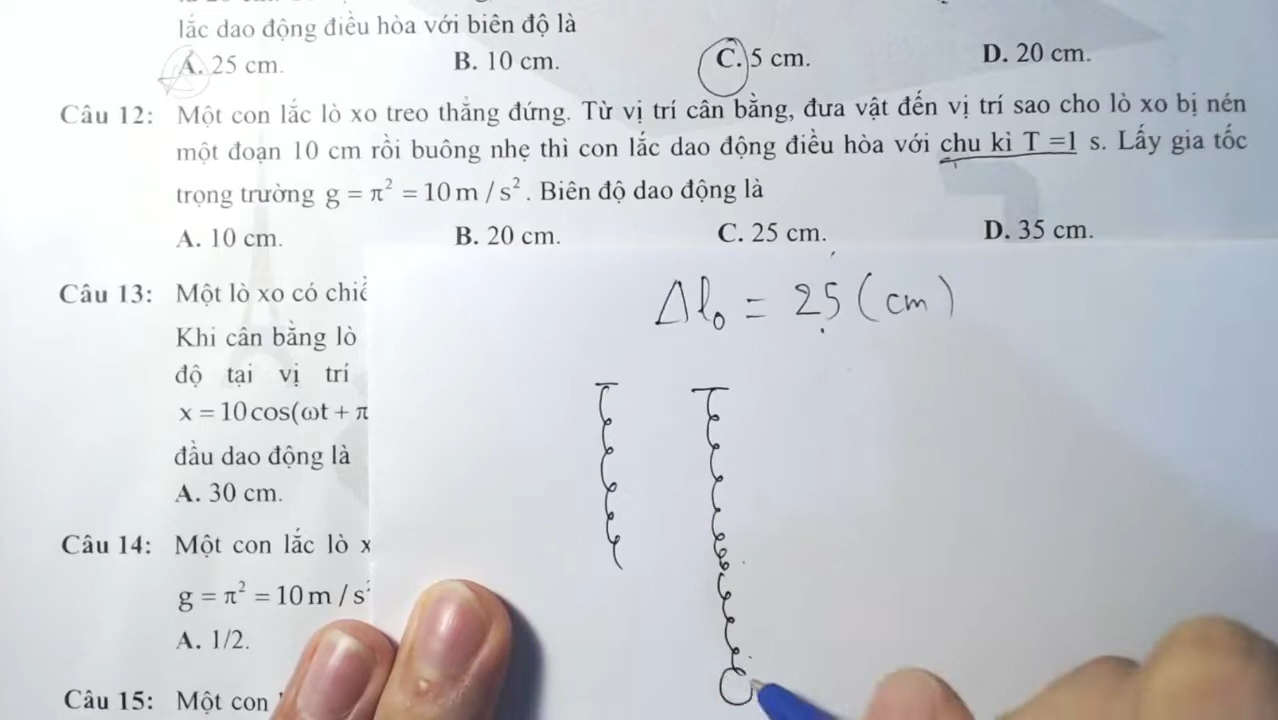 lắc dao động điều hòa với biên độ là
A. 25 cm. B. 10 cm. C. 5 cm. D. 20 cm.
Câu 12: Một con lắc lò xo treo thẳng đứng. Từ vị trí cân bằng, đưa vật đến vị trí sao cho lò xo bị nén
một đoạn 10 cm rồi buông nhẹ thì con lắc dao động điều hòa với chu kì T =1 s. Lấy gia tốc
trọng trường g = π² = 10 m / s². Biên độ dao động là
A. 10 cm. B. 20 cm. C. 25 cm. D. 35 cm.
Δl₀ = 25 (cm)
Câu 13: Một lò xo có chiề
Khi cân bằng lò
độ tại vị trí
x = 10 cos(ωt + π
đầu dao động là
A. 30 cm.
Câu 14: Một con lắc lò x
g = π² = 10 m / s²
A. 1/2.
Câu 15: Một con